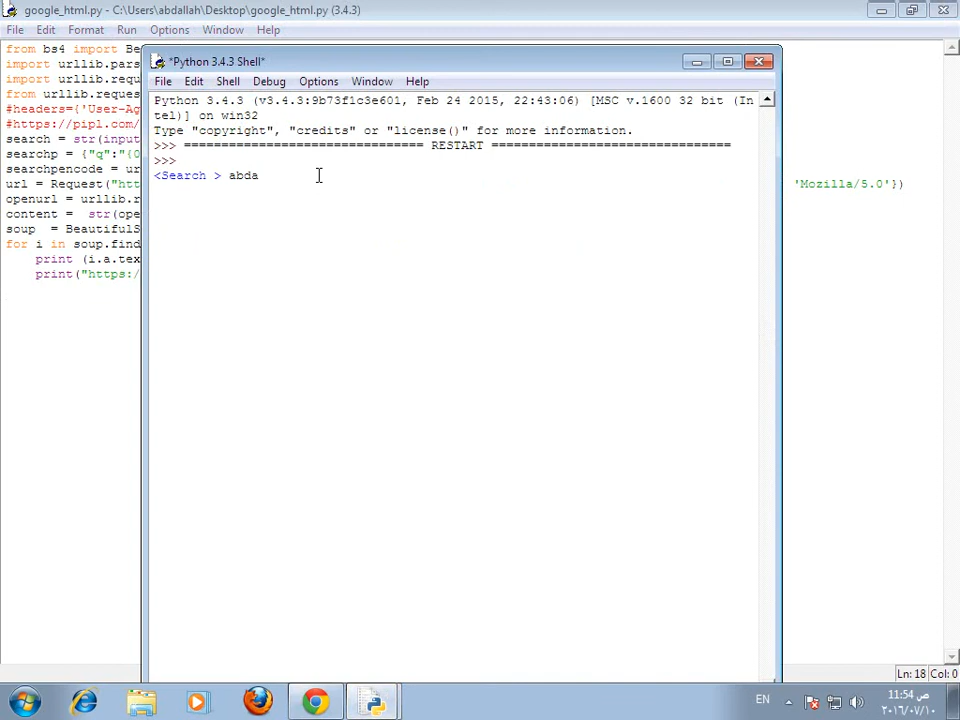 google_html.py - C:\Users\abdallah\Desktop\google_html.py (3.4.3)
File Edit Format Run Options Window Help
from bs4 import Be
import urllib.pars
import urllib.requ
from urllib.reques
#headers={'User-Ag
#https://pipl.com/
search = str(input
searchp = {"q":"{0
searchpencode = ur
url = Request("htt
'Mozilla/5.0'})
openurl = urllib.r
content =  str(ope
soup  = BeautifulS
for i in soup.find
print (i.a.tex
print("https:/
*Python 3.4.3 Shell*
File Edit Shell Debug Options Window Help
Python 3.4.3 (v3.4.3:9b73f1c3e601, Feb 24 2015, 22:43:06) [MSC v.1600 32 bit (In
tel)] on win32
Type "copyright", "credits" or "license()" for more information.
>>> ================================ RESTART ================================
>>>
<Search > abda
Ln: 18 Col: 0
EN
11:54 ص
٢٠١٦/٠٧/١٠